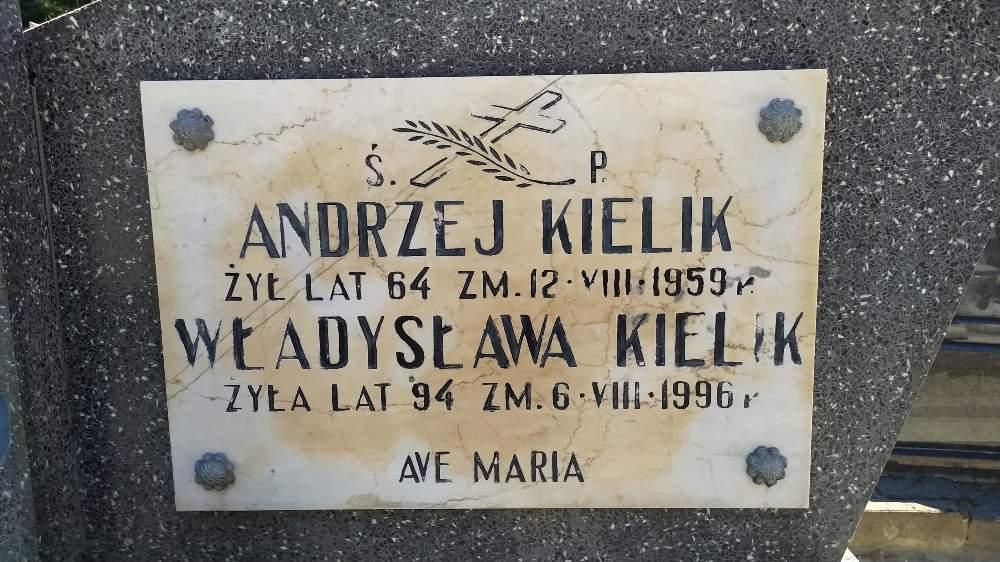 Ś. P.
ANDRZEJ KIELIK
ŻYŁ LAT 64 ZM. 12·VIII·1959 r.
WŁADYSŁAWA KIELIK
ŻYŁA LAT 94 ZM. 6·VIII·1996 r
AVE MARIA